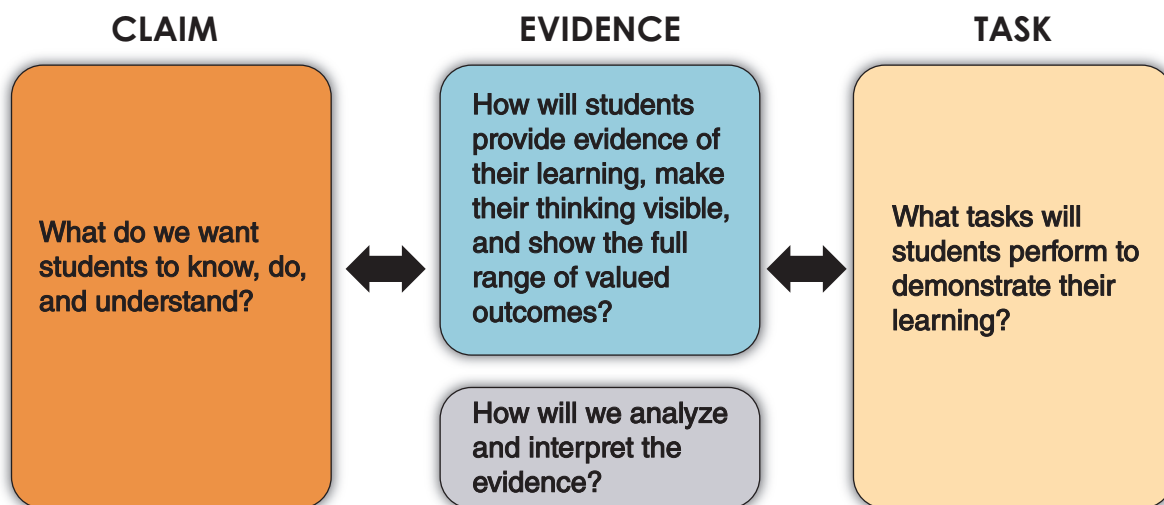 CLAIM
What do we want
students to know, do,
and understand?
EVIDENCE
How will students
provide evidence of
their learning, make
their thinking visible,
and show the full
range of valued
outcomes?
How will we analyze
and interpret the
evidence?
TASK
What tasks will
students perform to
demonstrate their
learning?